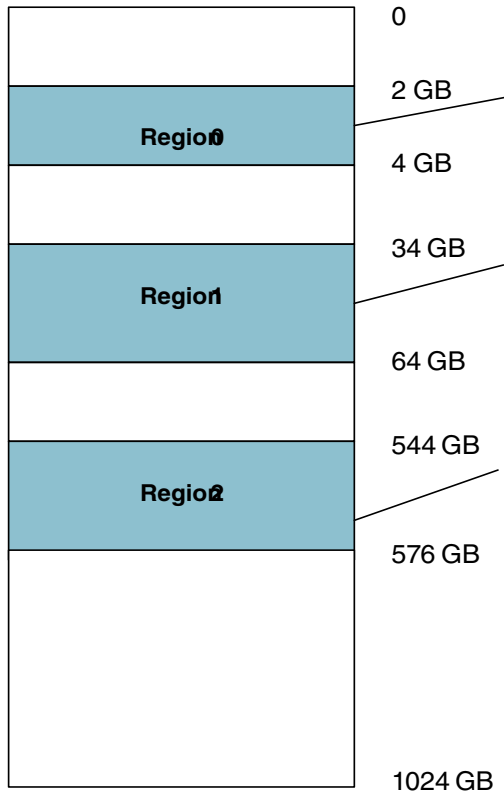 0
2 GB
Region 0
4 GB
34 GB
Region 1
64 GB
544 GB
Region 2
576 GB
1024 GB